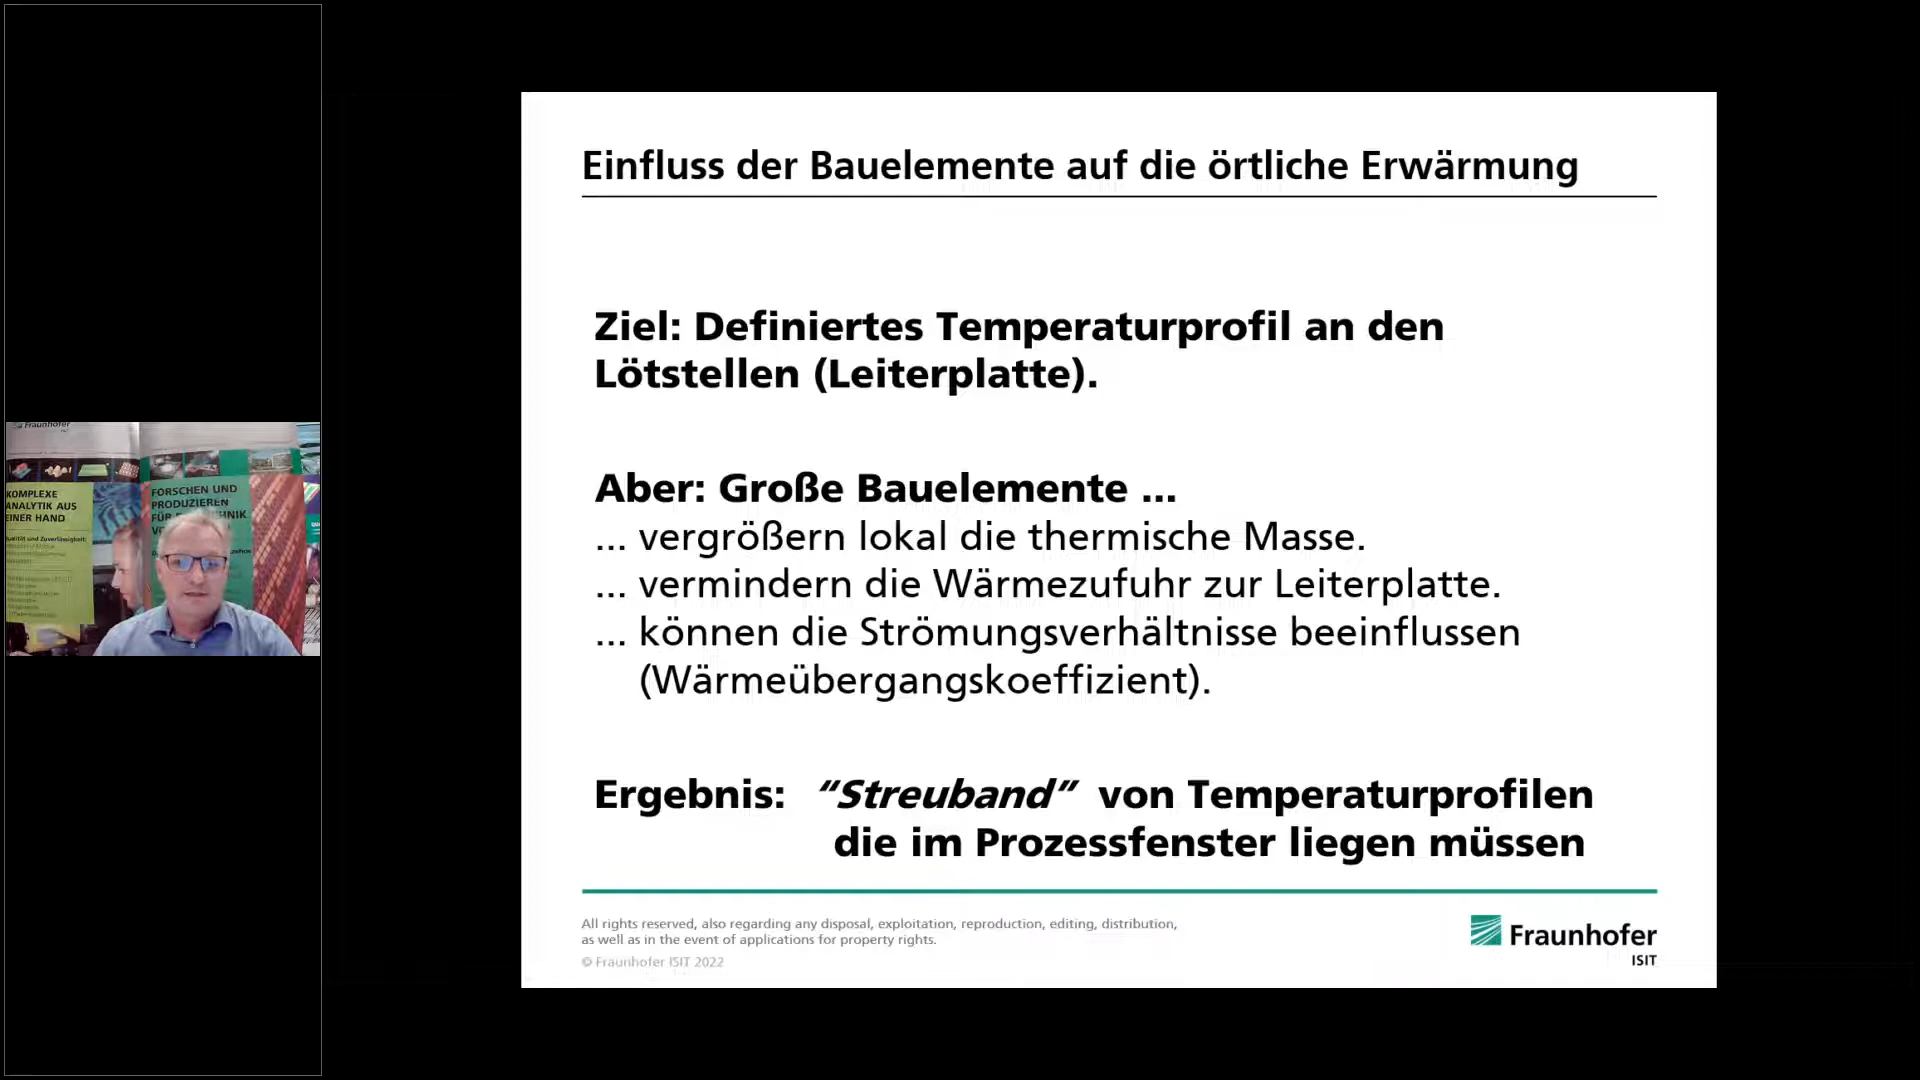 Einfluss der Bauelemente auf die örtliche Erwärmung
Ziel: Definiertes Temperaturprofil an den
Lötstellen (Leiterplatte).
Aber: Große Bauelemente ...
... vergrößern lokal die thermische Masse.
... vermindern die Wärmezufuhr zur Leiterplatte.
... können die Strömungsverhältnisse beeinflussen
(Wärmeübergangskoeffizient).
Ergebnis: “Streuband” von Temperaturprofilen
die im Prozessfenster liegen müssen
All rights reserved, also regarding any disposal, exploitation, reproduction, editing, distribution,
as well as in the event of applications for property rights.
© Fraunhofer ISIT 2022
Fraunhofer
ISIT
Fraunhofer
KOMPLEXE
ANALYTIK AUS
EINER HAND
FORSCHEN UND
PRODUZIEREN
FÜR